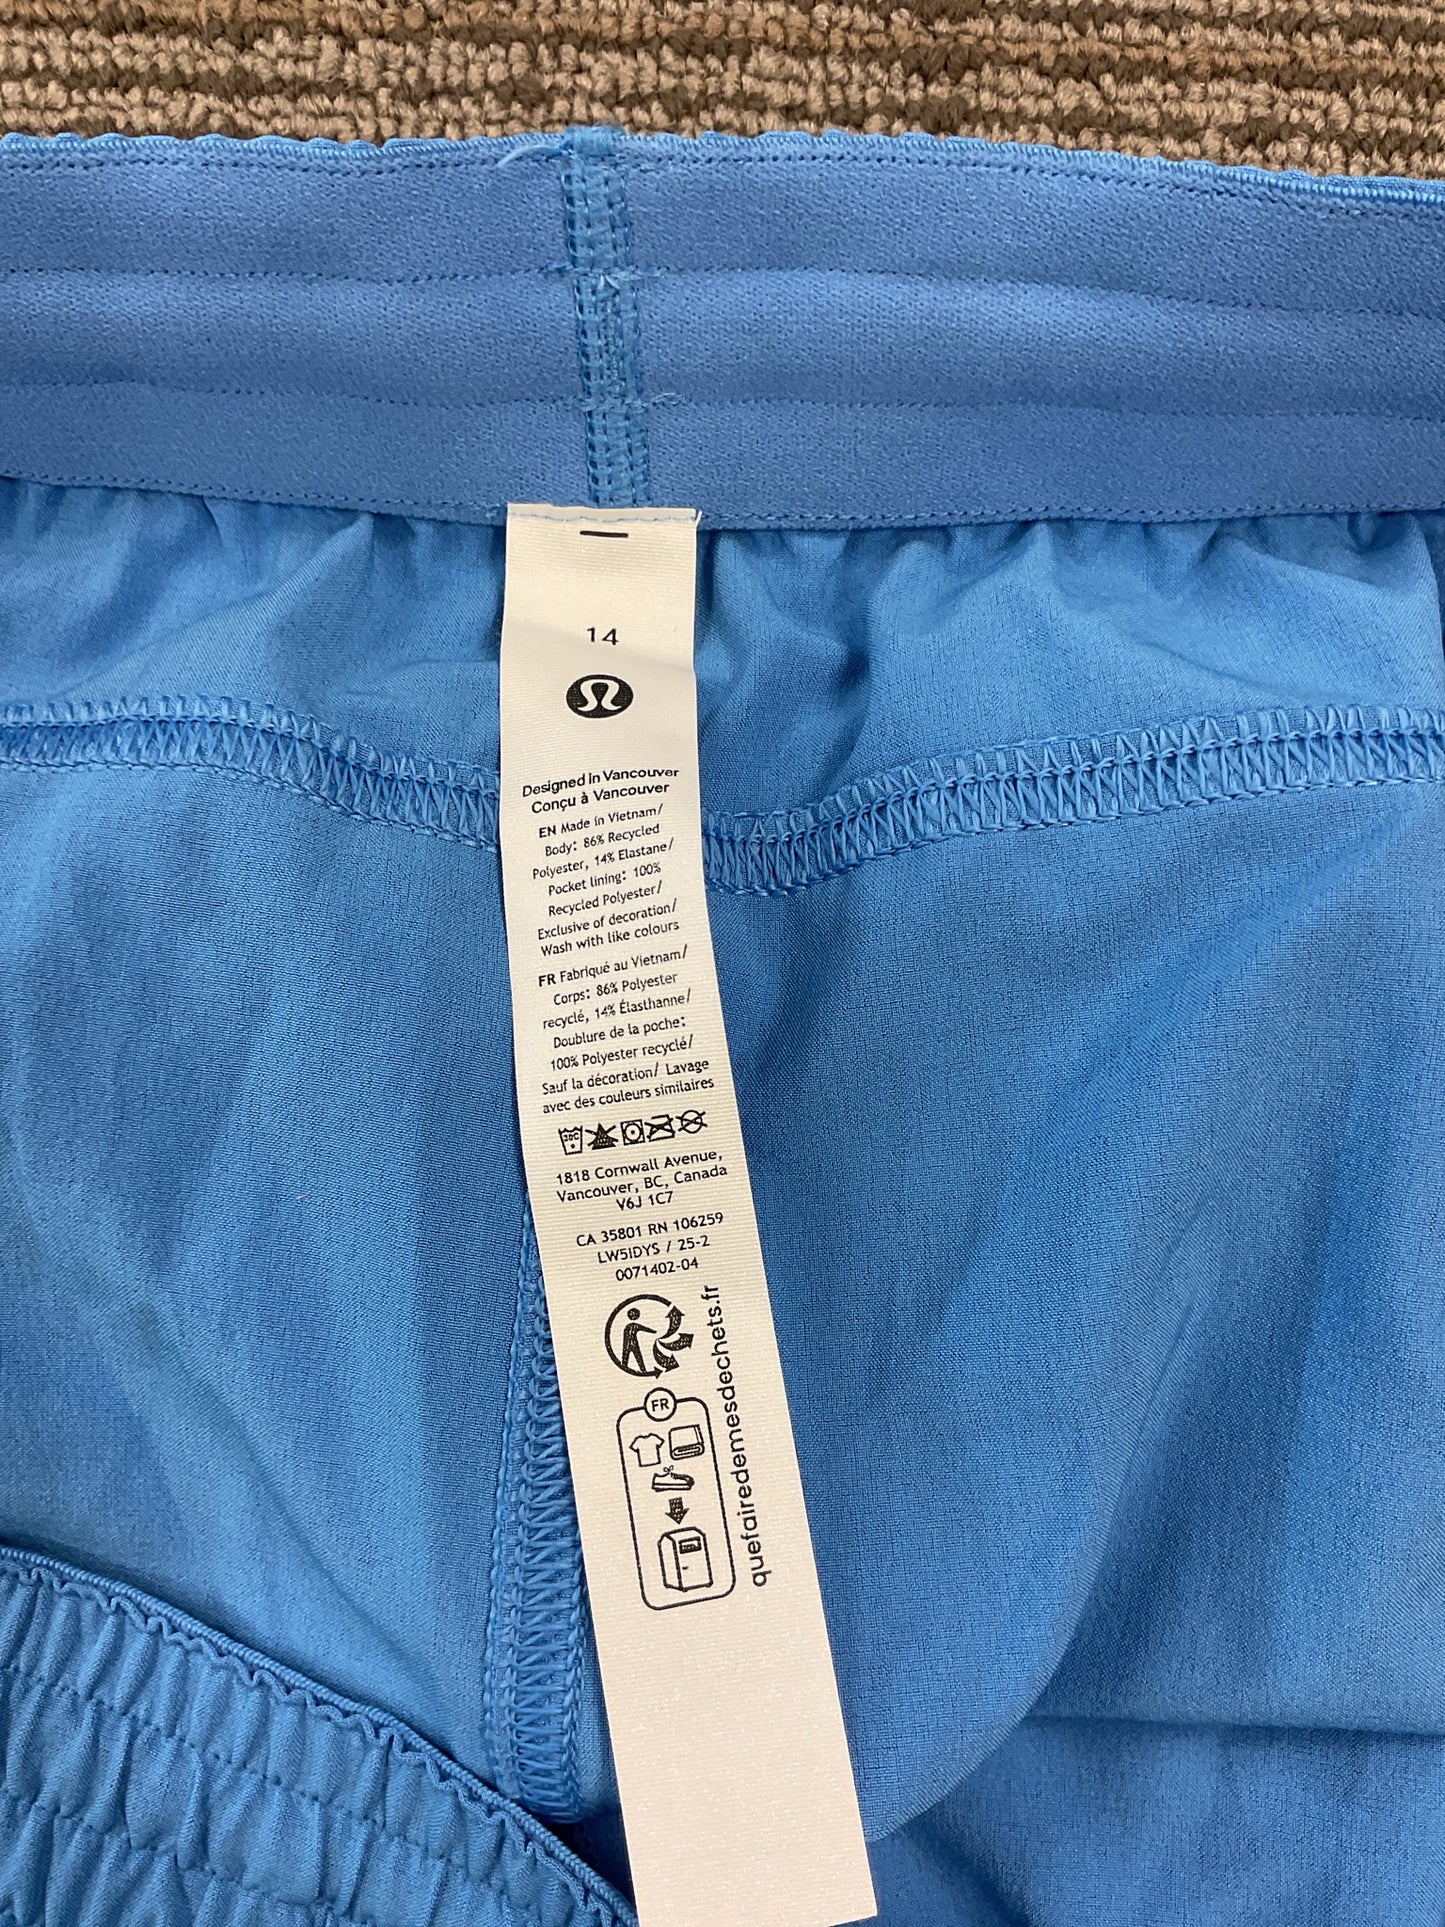 14
Designed in Vancouver
Conçu à Vancouver
EN Made in Vietnam/
Body: 86% Recycled
Polyester, 14% Elastane/
Pocket lining: 100%
Recycled Polyester/
Exclusive of decoration/
Wash with like colours
FR Fabriqué au Vietnam/
Corps: 86% Polyester
recyclé, 14% Élasthanne/
Doublure de la poche:
100% Polyester recyclé/
Sauf la décoration/ Lavage
avec des couleurs similaires
30C
1818 Cornwall Avenue,
Vancouver, BC, Canada
V6J 1C7
CA 35801 RN 106259
LW5IDYS / 25-2
0071402-04
FR
quefairedemesdechets.fr